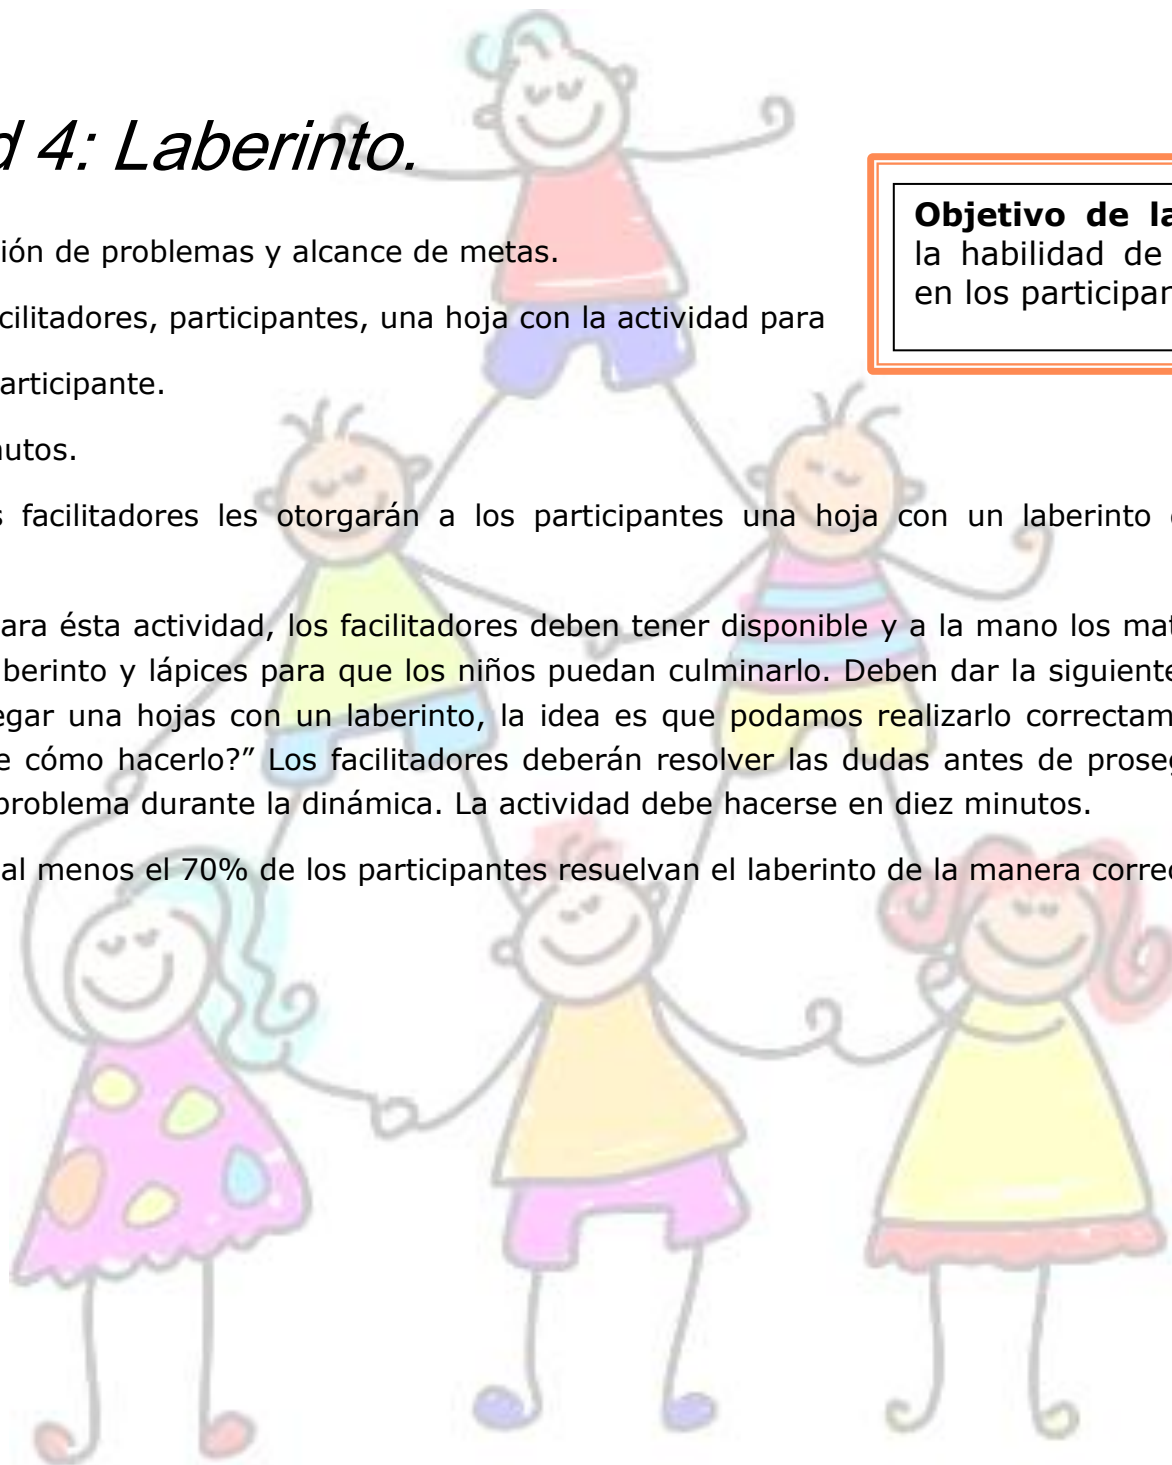 d 4: Laberinto.
Objetivo de la
la habilidad de
en los participan
ión de problemas y alcance de metas.
cilitadores, participantes, una hoja con la actividad para
articipante.
nutos.
s facilitadores les otorgarán a los participantes una hoja con un laberinto
ara ésta actividad, los facilitadores deben tener disponible y a la mano los mat
berinto y lápices para que los niños puedan culminarlo. Deben dar la siguiente
egar una hojas con un laberinto, la idea es que podamos realizarlo correctam
e cómo hacerlo?” Los facilitadores deberán resolver las dudas antes de proseg
problema durante la dinámica. La actividad debe hacerse en diez minutos.
al menos el 70% de los participantes resuelvan el laberinto de la manera correc